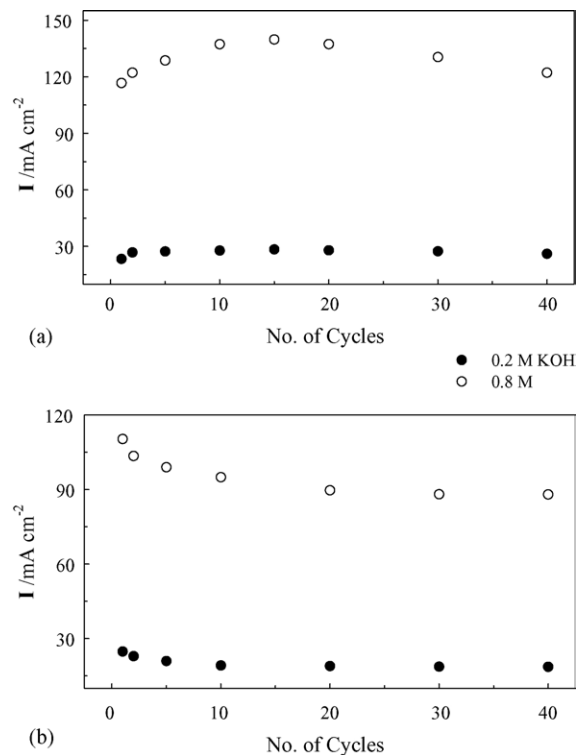 150
120
90
60
30
I /mA cm-2
0 10 20 30 40
No. of Cycles
(a)
● 0.2 M KOH
○ 0.8 M
120
90
60
30
I /mA cm-2
0 10 20 30 40
No. of Cycles
(b)